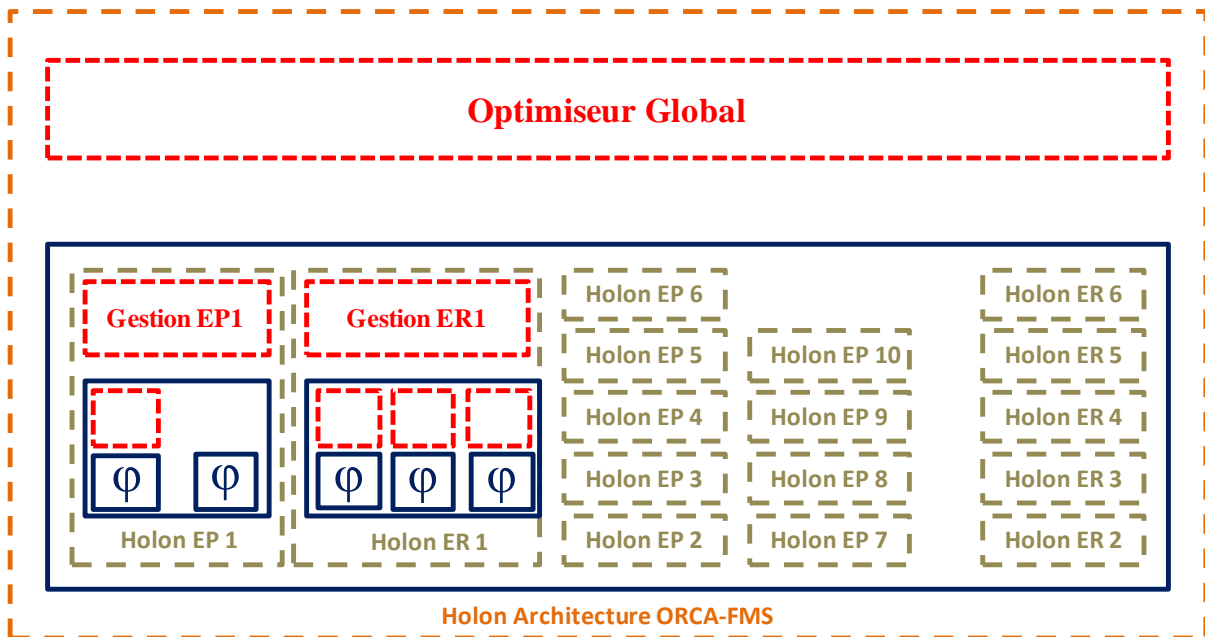 Optimiseur Global
Gestion EP1
Gestion ER1
φ
φ
φ
φ
φ
Holon EP 1
Holon ER 1
Holon EP 6
Holon EP 5
Holon EP 4
Holon EP 3
Holon EP 2
Holon EP 10
Holon EP 9
Holon EP 8
Holon EP 7
Holon ER 6
Holon ER 5
Holon ER 4
Holon ER 3
Holon ER 2
Holon Architecture ORCA-FMS